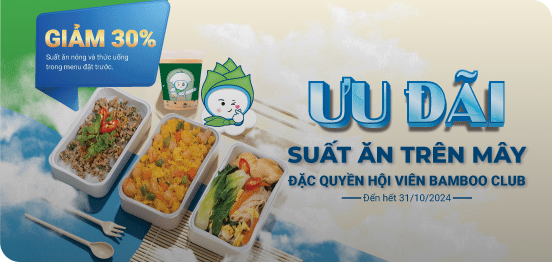 GIẢM 30%
Suất ăn nóng và thức uống
trong menu đặt trước.
ƯU ĐÃI
SUẤT ĂN TRÊN MÂY
ĐẶC QUYỀN HỘI VIÊN BAMBOO CLUB
Đến hết 31/10/2024